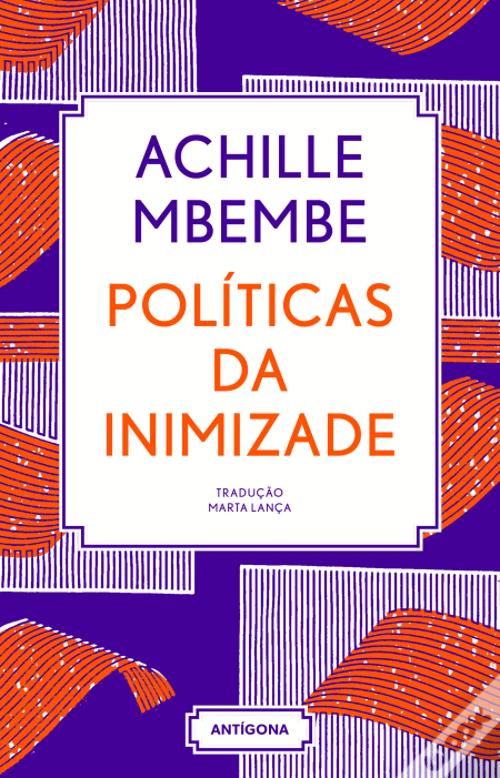 ACHILLE
MBEMBE
POLÍTICAS
DA
INIMIZADE
TRADUÇÃO
MARTA LANÇA
ANTÍGONA